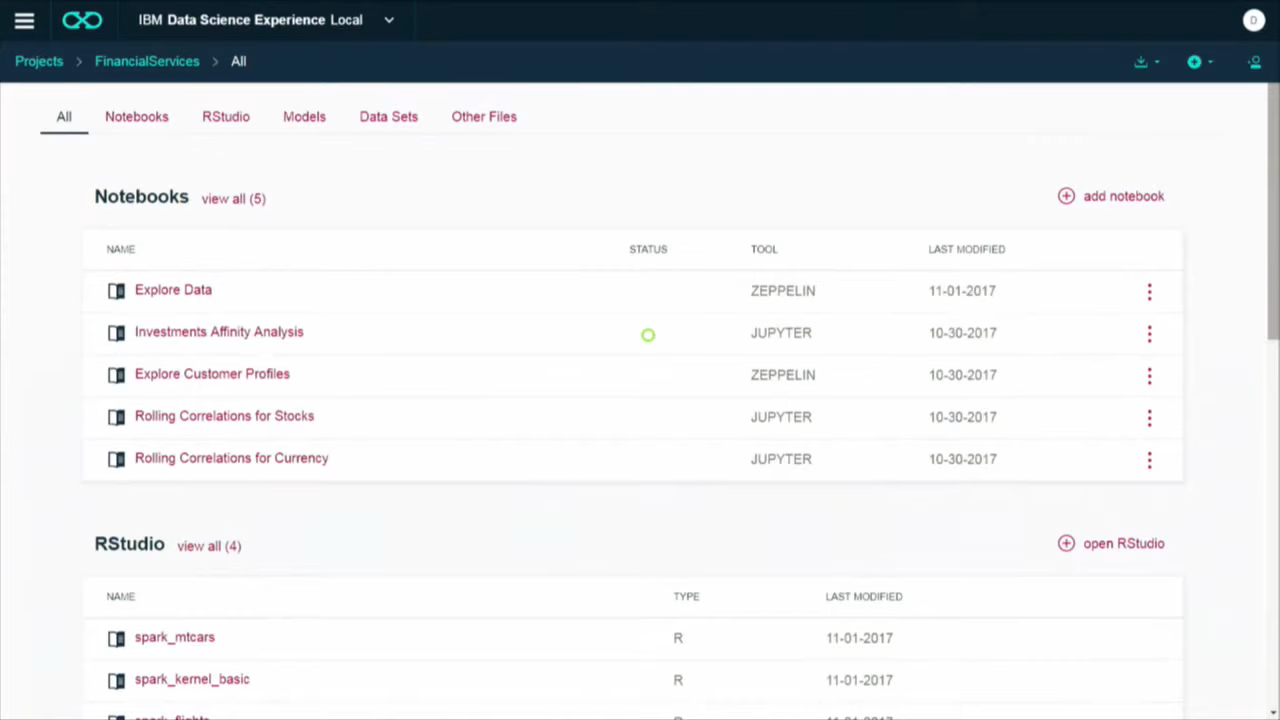 IBM Data Science Experience Local
D
Projects > FinancialServices > All
All Notebooks RStudio Models Data Sets Other Files
Notebooks view all (5) add notebook
NAME STATUS TOOL LAST MODIFIED
Explore Data ZEPPELIN 11-01-2017
Investments Affinity Analysis JUPYTER 10-30-2017
Explore Customer Profiles ZEPPELIN 10-30-2017
Rolling Correlations for Stocks JUPYTER 10-30-2017
Rolling Correlations for Currency JUPYTER 10-30-2017
RStudio view all (4) open RStudio
NAME TYPE LAST MODIFIED
spark_mtcars R 11-01-2017
spark_kernel_basic R 11-01-2017